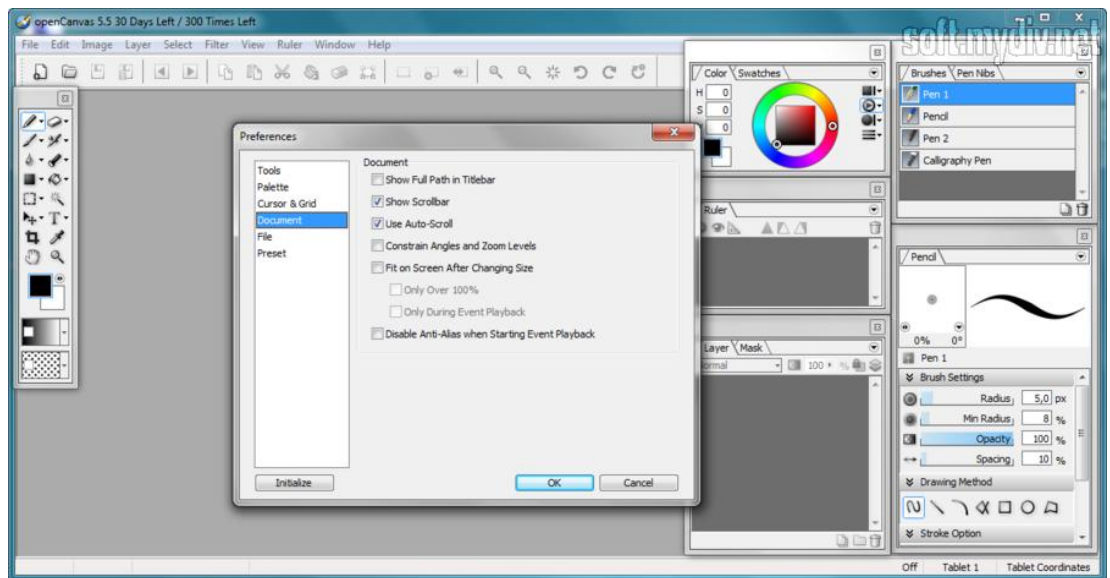 openCanvas 5.5 30 Days Left / 300 Times Left
soft.mydiv.net
File Edit Image Layer Select Filter View Ruler Window Help
Color Swatches
H 0
S 0
0
Brushes Pen Nibs
Pen 1
Pencil
Pen 2
Calligraphy Pen
Preferences
Tools
Palette
Cursor & Grid
Document
File
Preset
Document
Show Full Path in Titlebar
Show Scrollbar
Use Auto-Scroll
Constrain Angles and Zoom Levels
Fit on Screen After Changing Size
Only Over 100%
Only During Event Playback
Disable Anti-Alias when Starting Event Playback
Initialize OK Cancel
Ruler
Layer Mask
ormal 100 %
Pencil
0% 0°
Pen 1
Brush Settings
Radius 5,0 px
Min Radius 8 %
Opacity 100 %
Spacing 10 %
Drawing Method
Stroke Option
Off Tablet 1 Tablet Coordinates